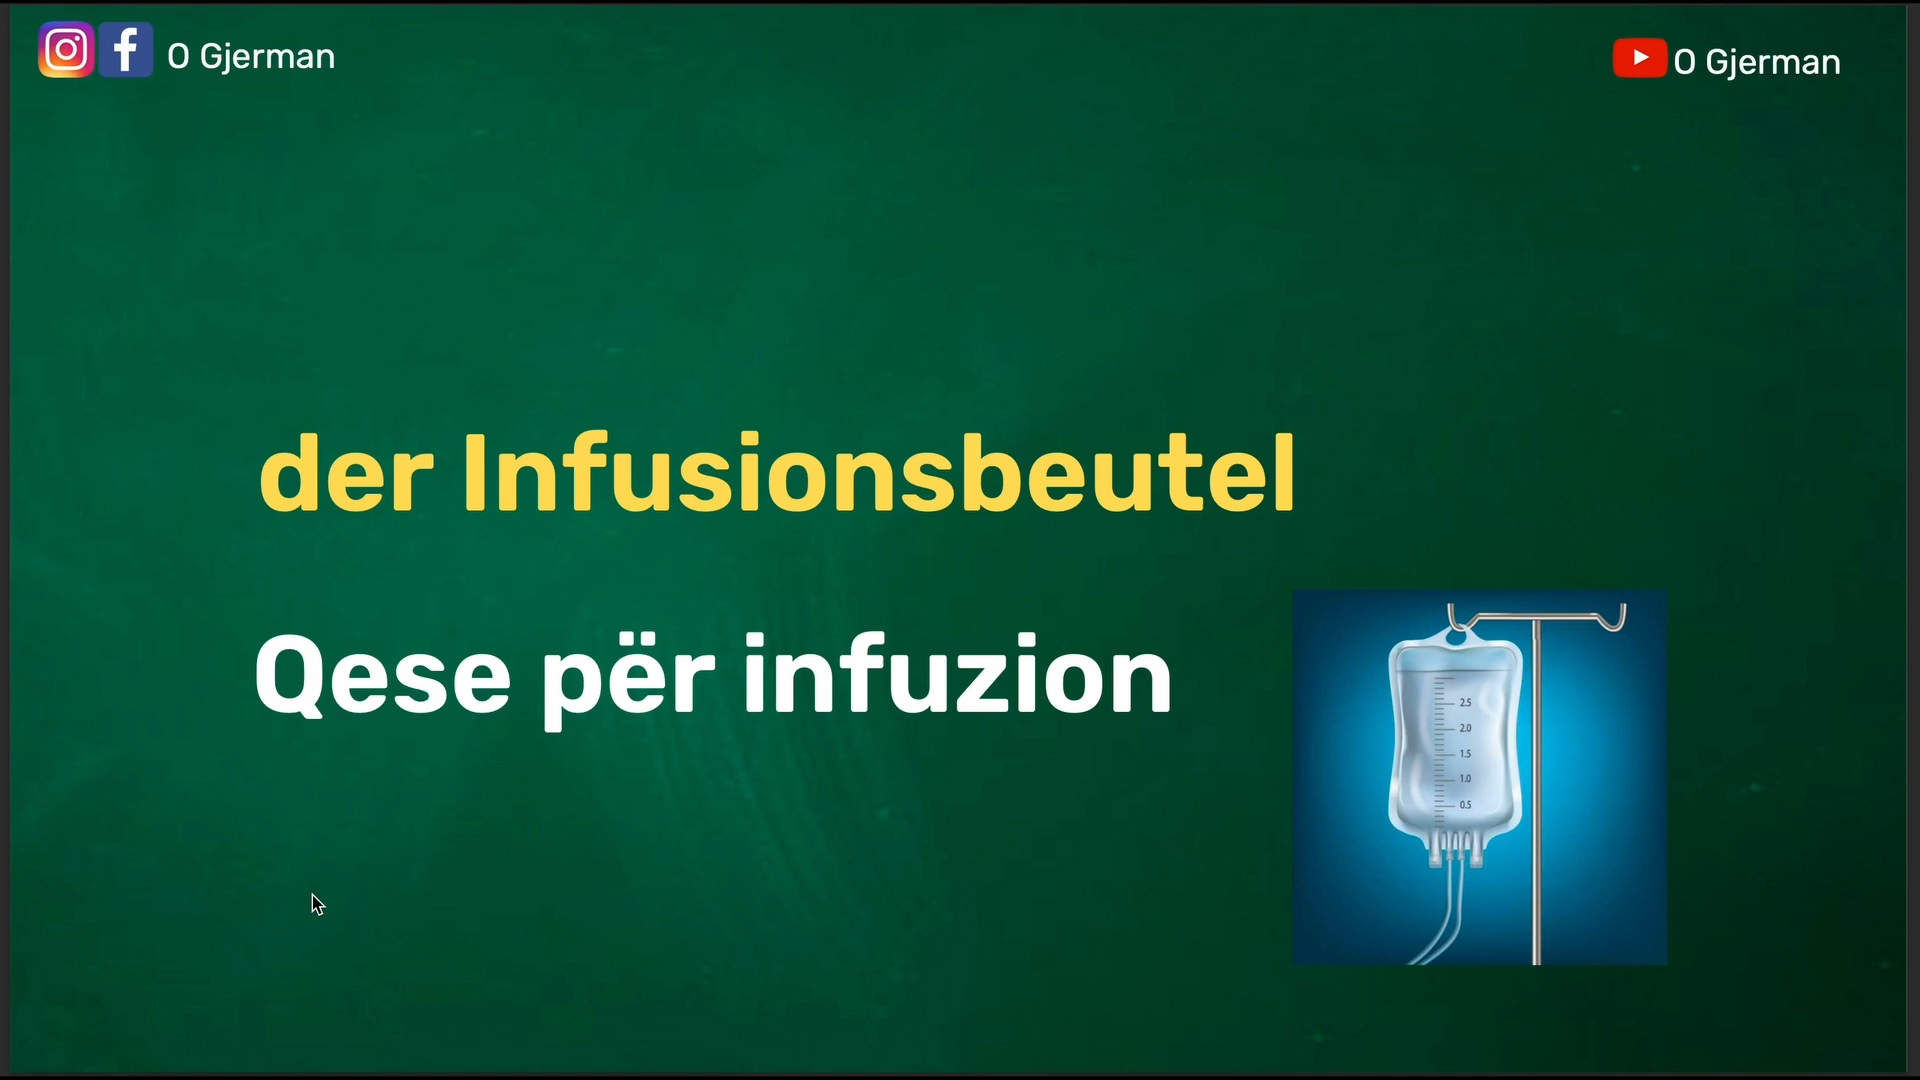 O Gjerman
O Gjerman
der Infusionsbeutel
Qese për infuzion
2.5
2.0
1.5
1.0
0.5